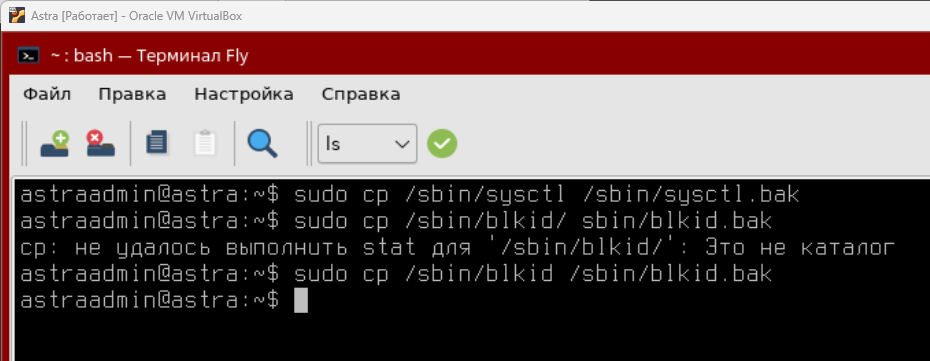 Astra [Работает] - Oracle VM VirtualBox
~ : bash — Терминал Fly
Файл Правка Настройка Справка
ls
astraadmin@astra:~$ sudo cp /sbin/sysctl /sbin/sysctl.bak
astraadmin@astra:~$ sudo cp /sbin/blkid/ sbin/blkid.bak
cp: не удалось выполнить stat для '/sbin/blkid/': Это не каталог
astraadmin@astra:~$ sudo cp /sbin/blkid /sbin/blkid.bak
astraadmin@astra:~$